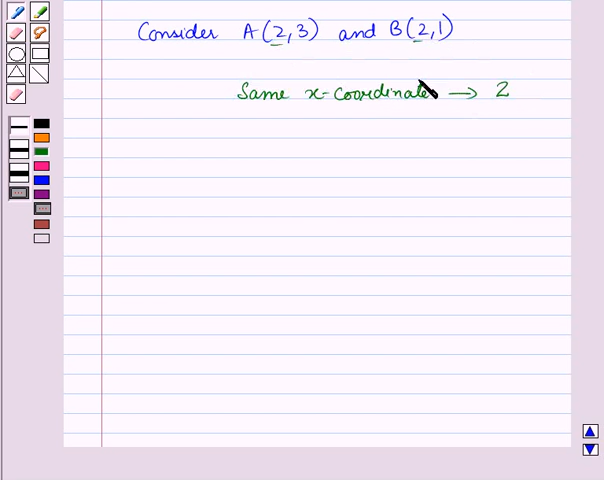 Consider A(2,3) and B(2,1)
Same x-coordinate → 2